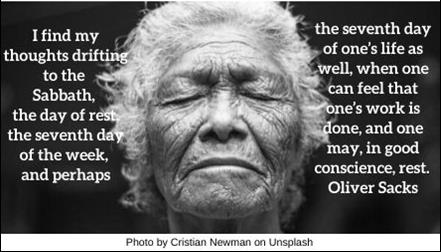 I find my
thoughts drifting
to the
Sabbath,
the day of rest,
the seventh day
of the week,
and perhaps
the seventh day
of one's life as
well, when one
can feel that
one's work is
done, and one
may, in good
conscience, rest.
Oliver Sacks
Photo by Cristian Newman on Unsplash